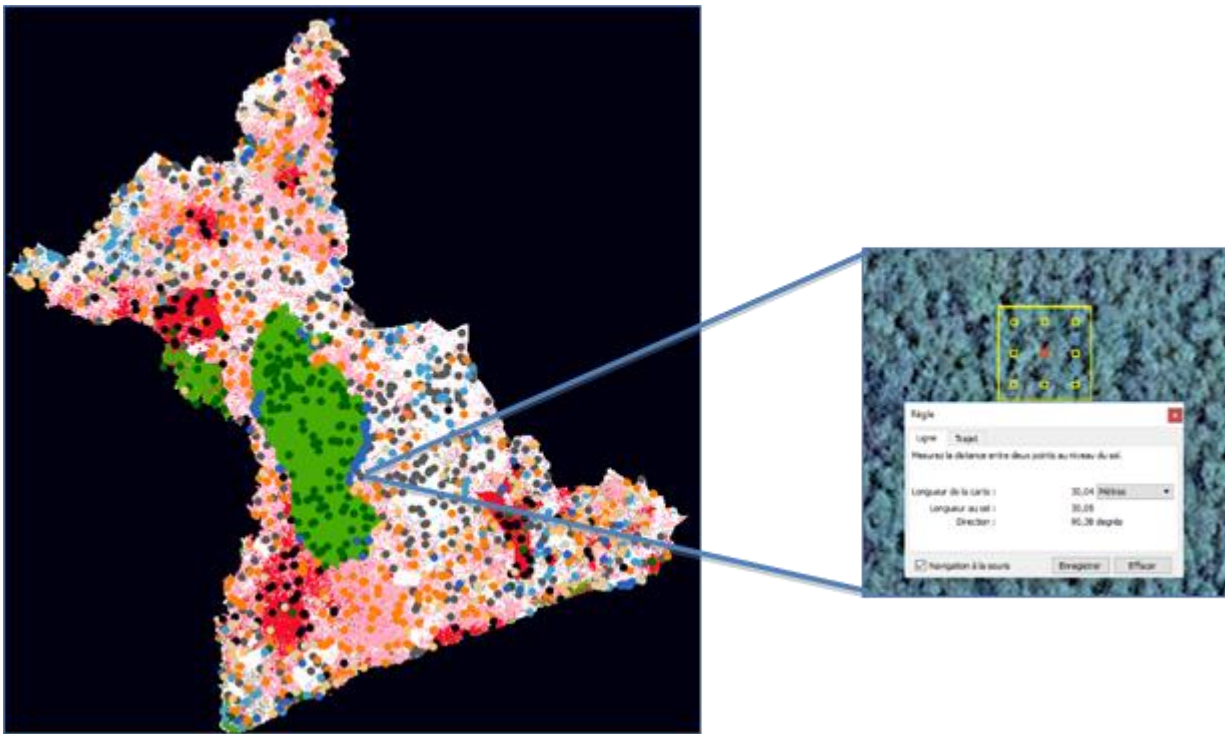 Règle
Ligne Trajet
Mesurez la distance entre deux points au niveau du sol.
Longueur de la carte : 30,04 Mètres
Longueur au sol : 30,05
Direction : 90,38 degrés
Navigation à la souris Enregistrer Effacer